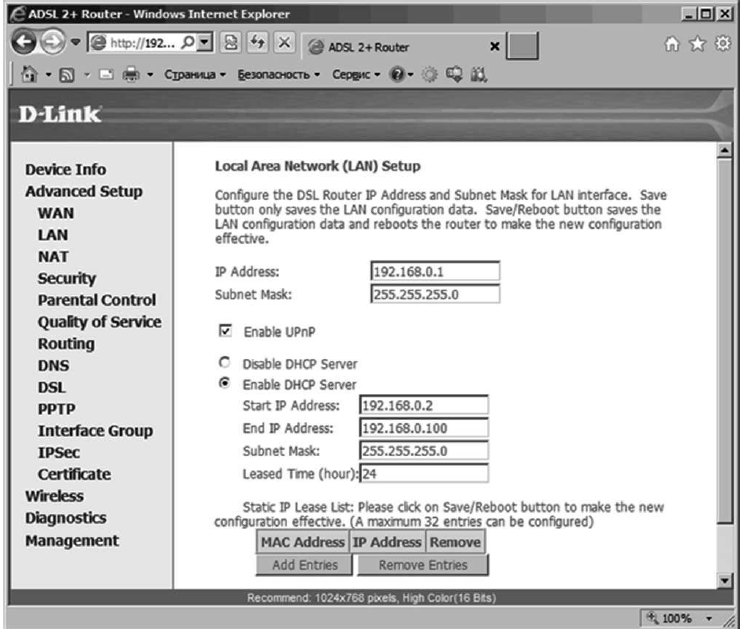 ADSL 2+ Router - Windows Internet Explorer
http://192...
ADSL 2+ Router
Страница
Безопасность
Сервис
D-Link
Device Info
Advanced Setup
WAN
LAN
NAT
Security
Parental Control
Quality of Service
Routing
DNS
DSL
PPTP
Interface Group
IPSec
Certificate
Wireless
Diagnostics
Management
Local Area Network (LAN) Setup
Configure the DSL Router IP Address and Subnet Mask for LAN interface. Save
button only saves the LAN configuration data. Save/Reboot button saves the
LAN configuration data and reboots the router to make the new configuration
effective.
IP Address: 192.168.0.1
Subnet Mask: 255.255.255.0
Enable UPnP
Disable DHCP Server
Enable DHCP Server
Start IP Address: 192.168.0.2
End IP Address: 192.168.0.100
Subnet Mask: 255.255.255.0
Leased Time (hour): 24
Static IP Lease List: Please click on Save/Reboot button to make the new
configuration effective. (A maximum 32 entries can be configured)
MAC Address IP Address Remove
Add Entries Remove Entries
Recommend: 1024x768 pixels, High Color(16 Bits)
100%